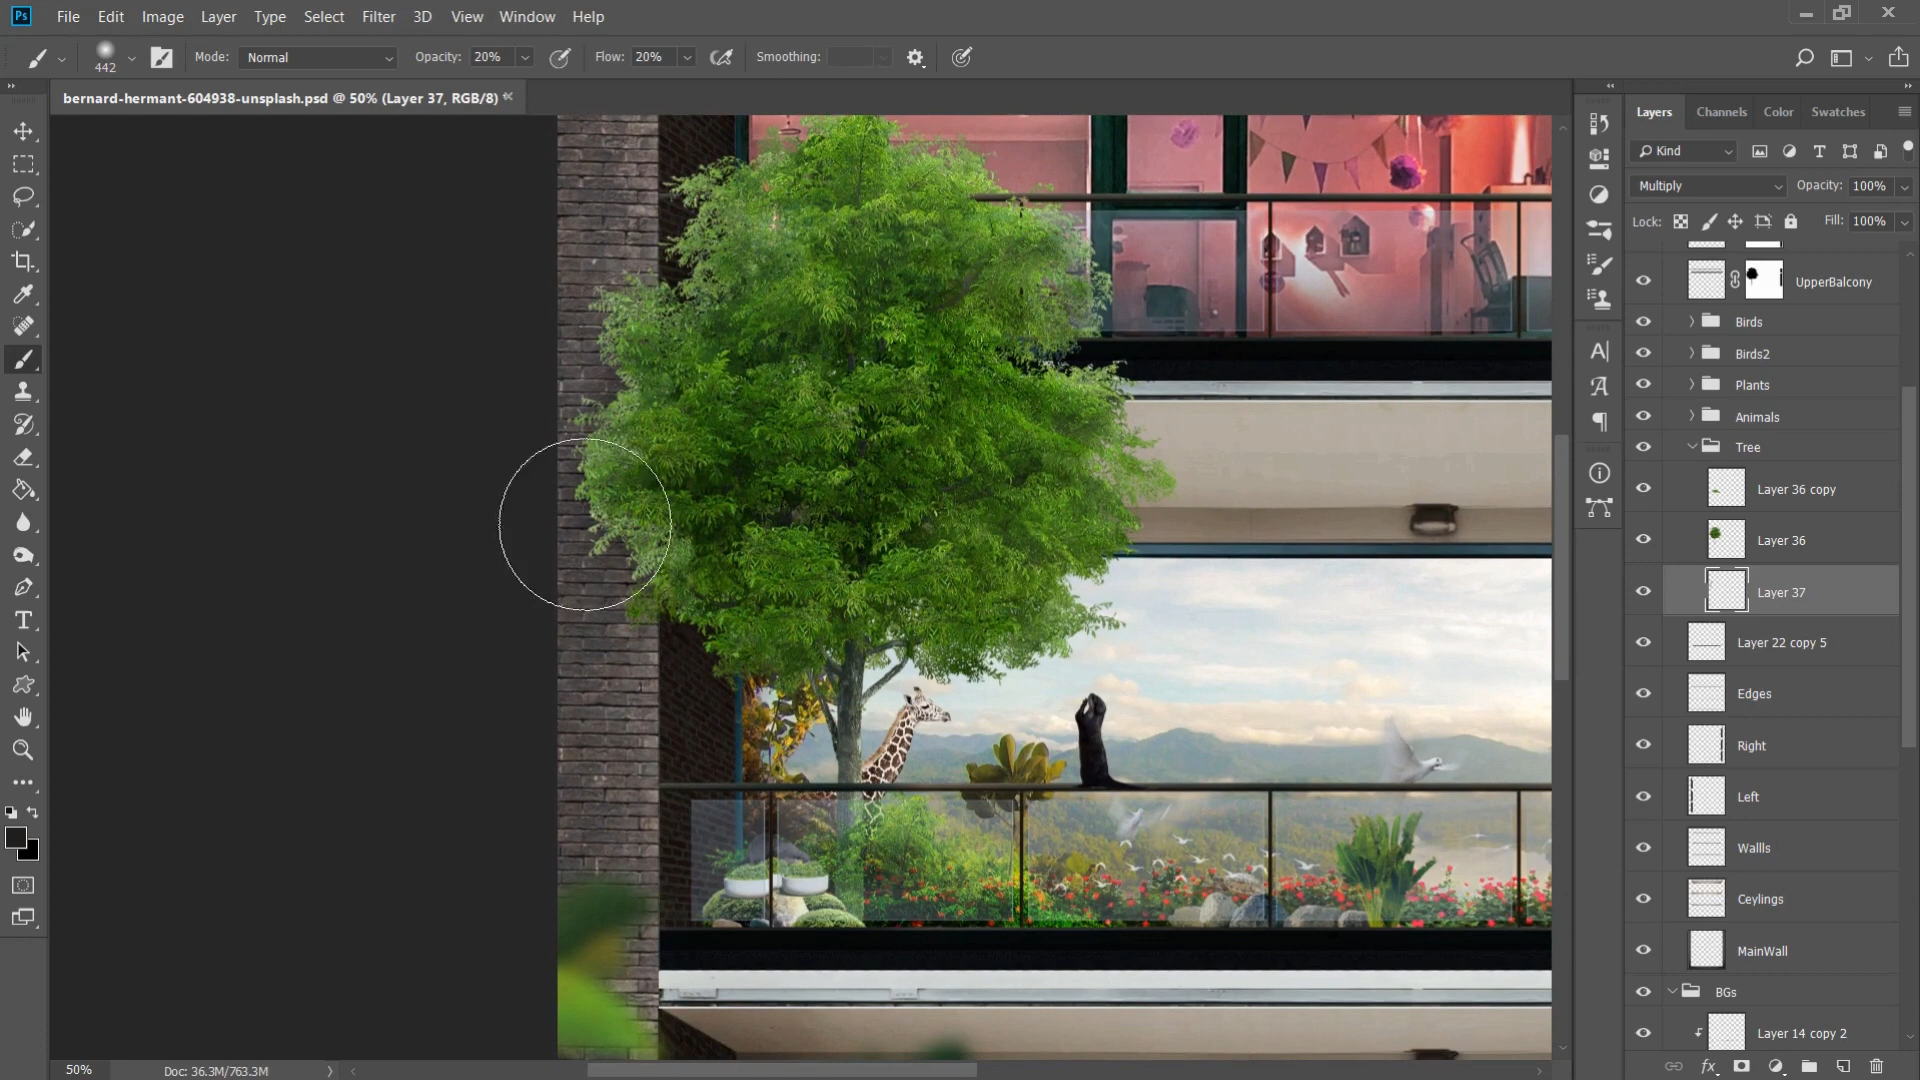 Ps File Edit Image Layer Type Select Filter 3D View Window Help
442 Mode: Normal Opacity: 20% Flow: 20% Smoothing:
bernard-hermant-604938-unsplash.psd @ 50% (Layer 37, RGB/8) *
Layers Channels Color Swatches
Kind
Multiply Opacity: 100%
Lock: Fill: 100%
UpperBalcony
Birds
Birds2
Plants
Animals
Tree
Layer 36 copy
Layer 36
Layer 37
Layer 22 copy 5
Edges
Right
Left
Wallls
Ceylings
MainWall
BGs
Layer 14 copy 2
fx
50% Doc: 36.3M/763.3M